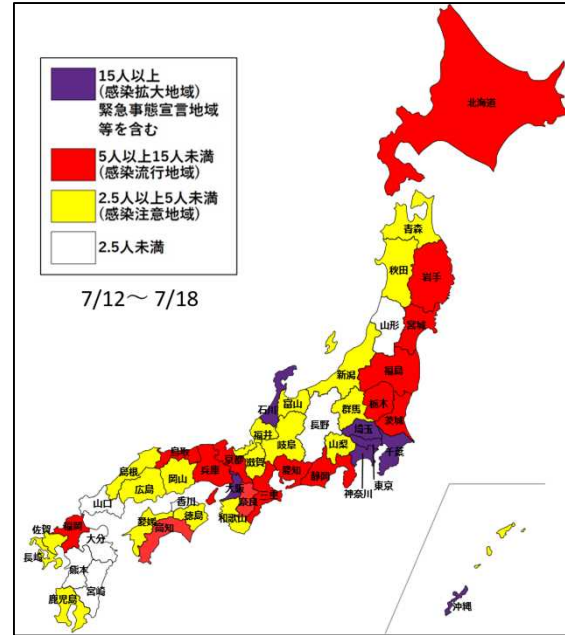 15人以上
(感染拡大地域)
緊急事態宣言地域
等を含む
5人以上15人未満
(感染流行地域)
2.5人以上5人未満
(感染注意地域)
2.5人未満
7/12～ 7/18
北海道
青森
秋田
岩手
山形
宮城
新潟
福島
石川
富山
群馬
栃木
茨城
長野
福井
埼玉
岐阜
山梨
千葉
鳥取
京都
滋賀
島根
兵庫
愛知
静岡
東京
岡山
神奈川
広島
大阪
三重
山口
香川
奈良
佐賀
福岡
愛媛
徳島
和歌山
大分
高知
長崎
熊本
宮崎
鹿児島
沖縄